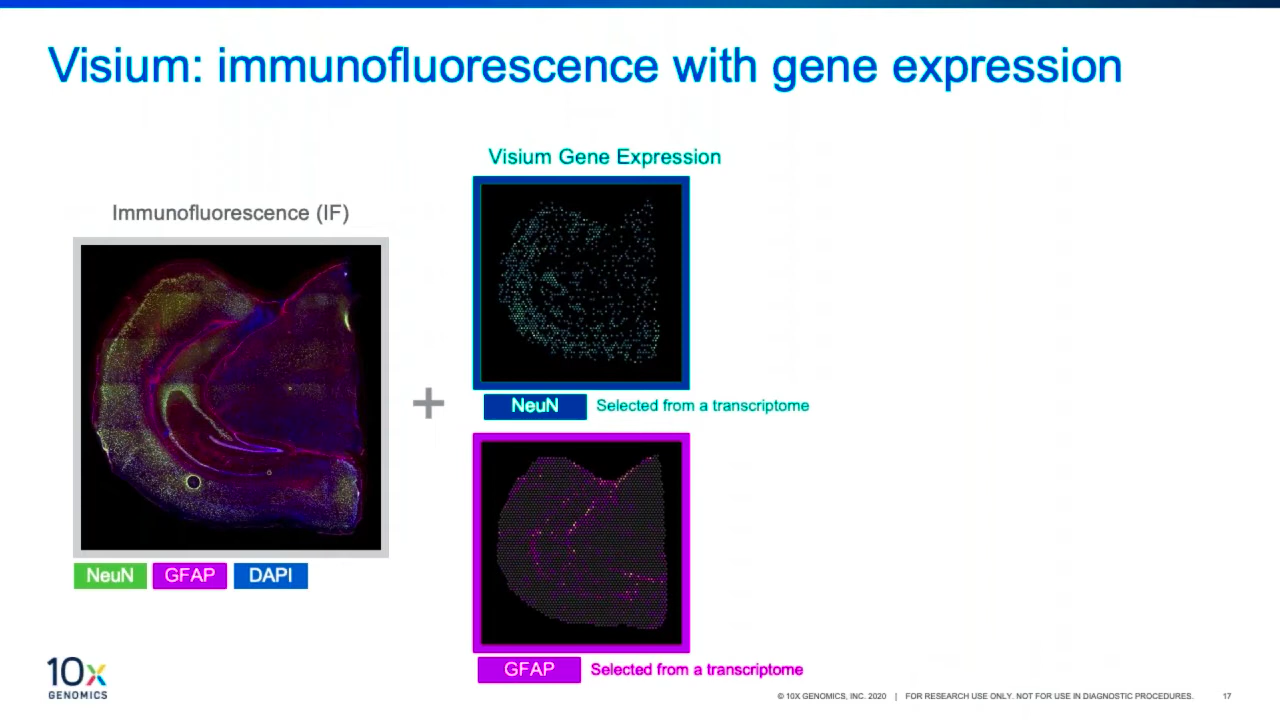 Visium: immunofluorescence with gene expression
Visium Gene Expression
Immunofluorescence (IF)
+
NeuN Selected from a transcriptome
NeuN GFAP DAPI
GFAP Selected from a transcriptome
10x
GENOMICS
© 10X GENOMICS, INC. 2020 | FOR RESEARCH USE ONLY. NOT FOR USE IN DIAGNOSTIC PROCEDURES. 17